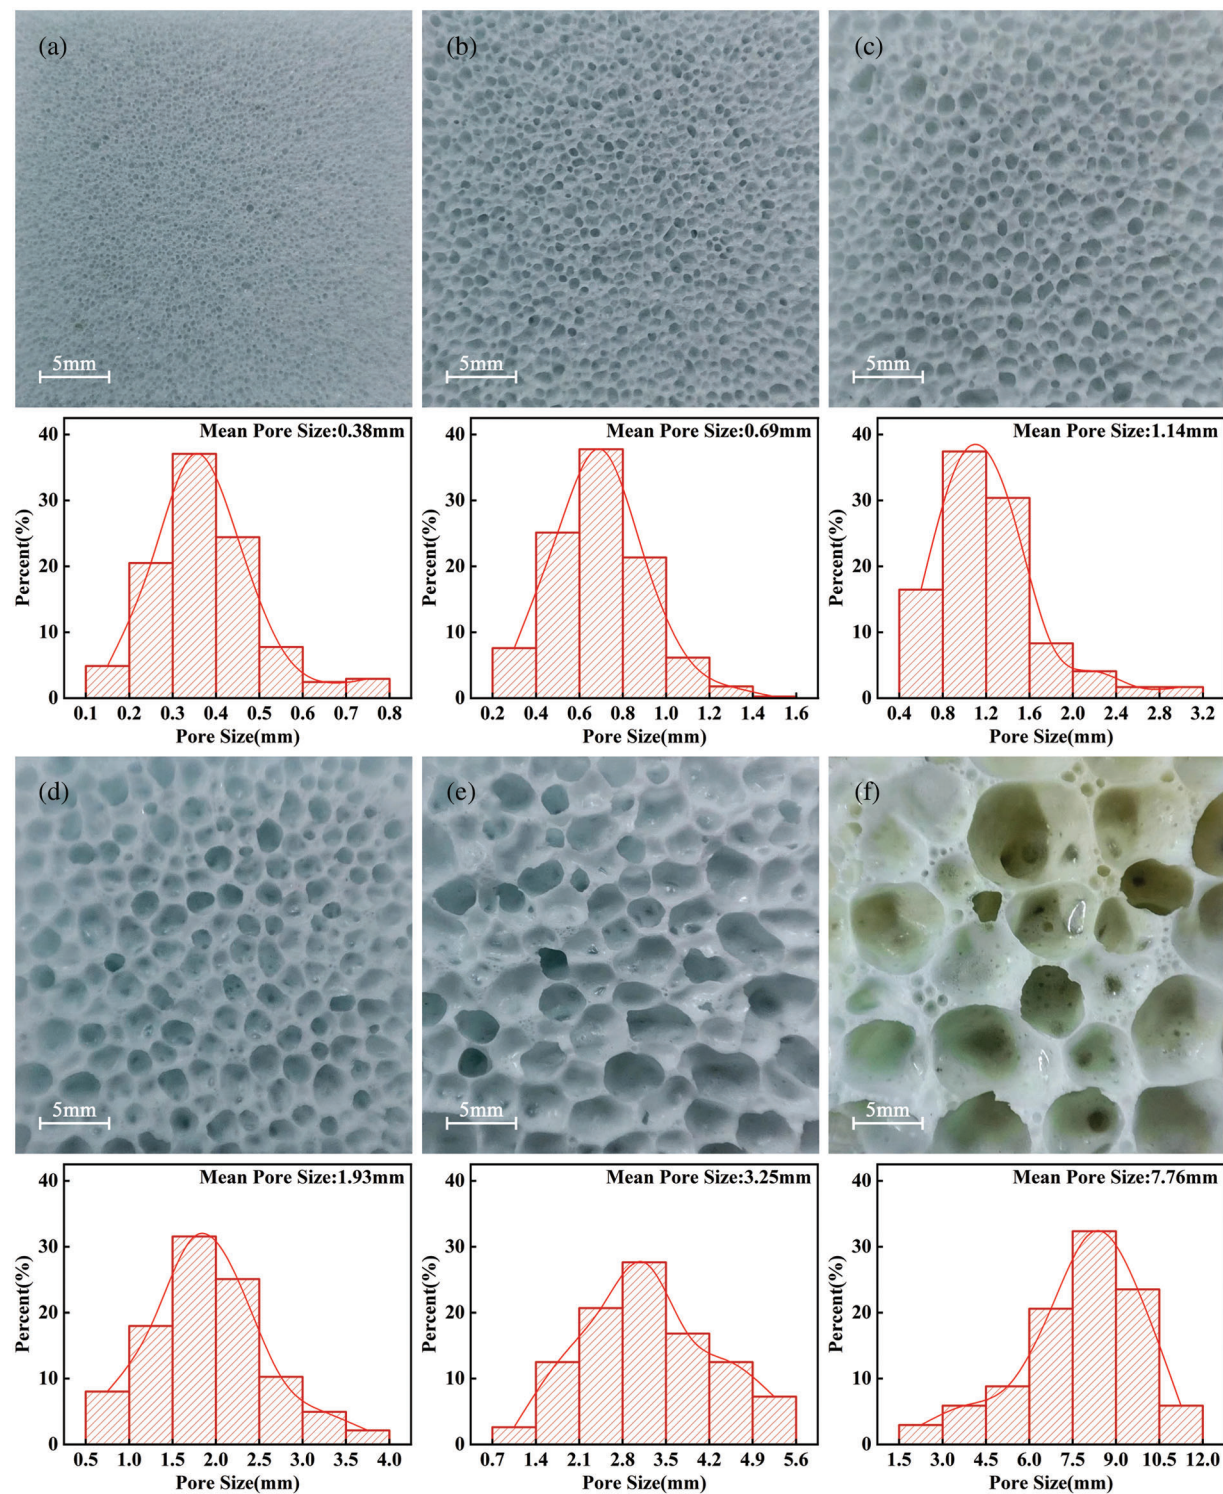 (a)
(b)
(c)
5mm
5mm
5mm
Mean Pore Size:0.38mm
40
30
20
10
0
Percent(%)
0.1 0.2 0.3 0.4 0.5 0.6 0.7 0.8
Pore Size(mm)
Mean Pore Size:0.69mm
40
30
20
10
0
Percent(%)
0.2 0.4 0.6 0.8 1.0 1.2 1.4 1.6
Pore Size(mm)
Mean Pore Size:1.14mm
40
30
20
10
0
Percent(%)
0.4 0.8 1.2 1.6 2.0 2.4 2.8 3.2
Pore Size(mm)
(d)
(e)
(f)
5mm
5mm
5mm
Mean Pore Size:1.93mm
40
30
20
10
0
Percent(%)
0.5 1.0 1.5 2.0 2.5 3.0 3.5 4.0
Pore Size(mm)
Mean Pore Size:3.25mm
40
30
20
10
0
Percent(%)
0.7 1.4 2.1 2.8 3.5 4.2 4.9 5.6
Pore Size(mm)
Mean Pore Size:7.76mm
40
30
20
10
0
Percent(%)
1.5 3.0 4.5 6.0 7.5 9.0 10.5 12.0
Pore Size(mm)